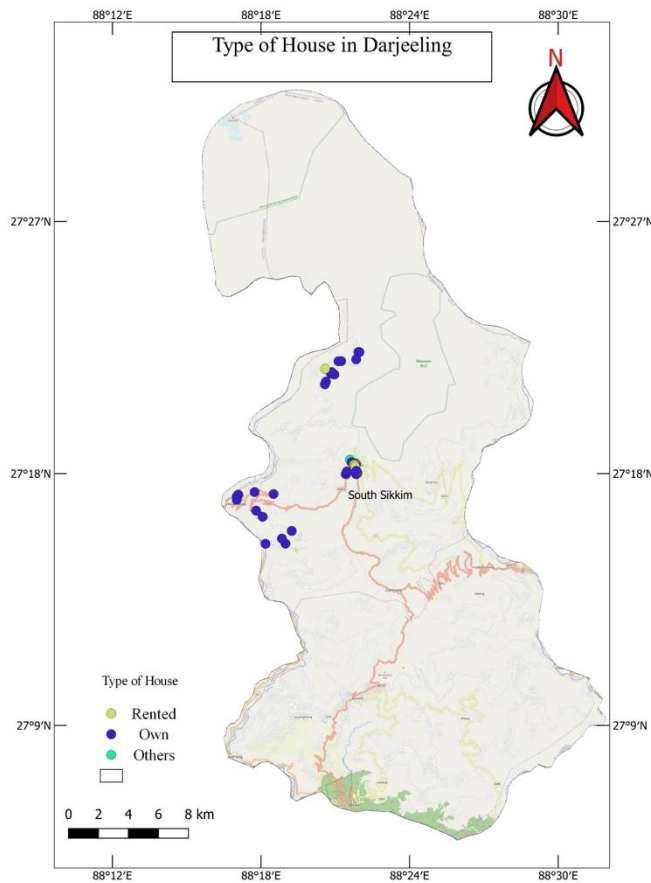 88°12'E 88°18'E 88°24'E 88°30'E
Type of House in Darjeeling
N
27°27'N 27°27'N
27°18'N 27°18'N
South Sikkim
Type of House
Rented
Own
Others
27°9'N 27°9'N
0 2 4 6 8 km
88°12'E 88°18'E 88°24'E 88°30'E